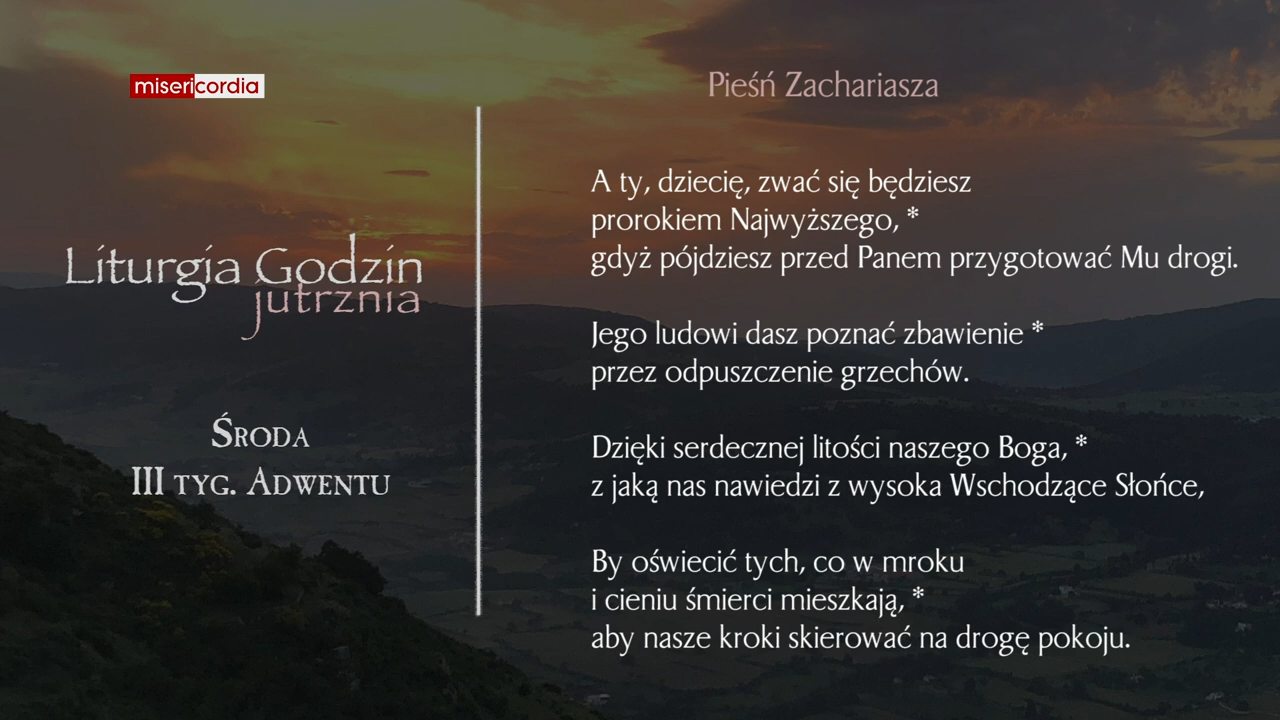 misericordia
Liturgia Godzin
jutrznia
Środa
III tyg. Adwentu
Pieśń Zachariasza
A ty, dziecię, zwać się będziesz
prorokiem Najwyższego, *
gdyż pójdziesz przed Panem przygotować Mu drogi.
Jego ludowi dasz poznać zbawienie *
przez odpuszczenie grzechów.
Dzięki serdecznej litości naszego Boga, *
z jaką nas nawiedzi z wysoka Wschodzące Słońce,
By oświecić tych, co w mroku
i cieniu śmierci mieszkają, *
aby nasze kroki skierować na drogę pokoju.